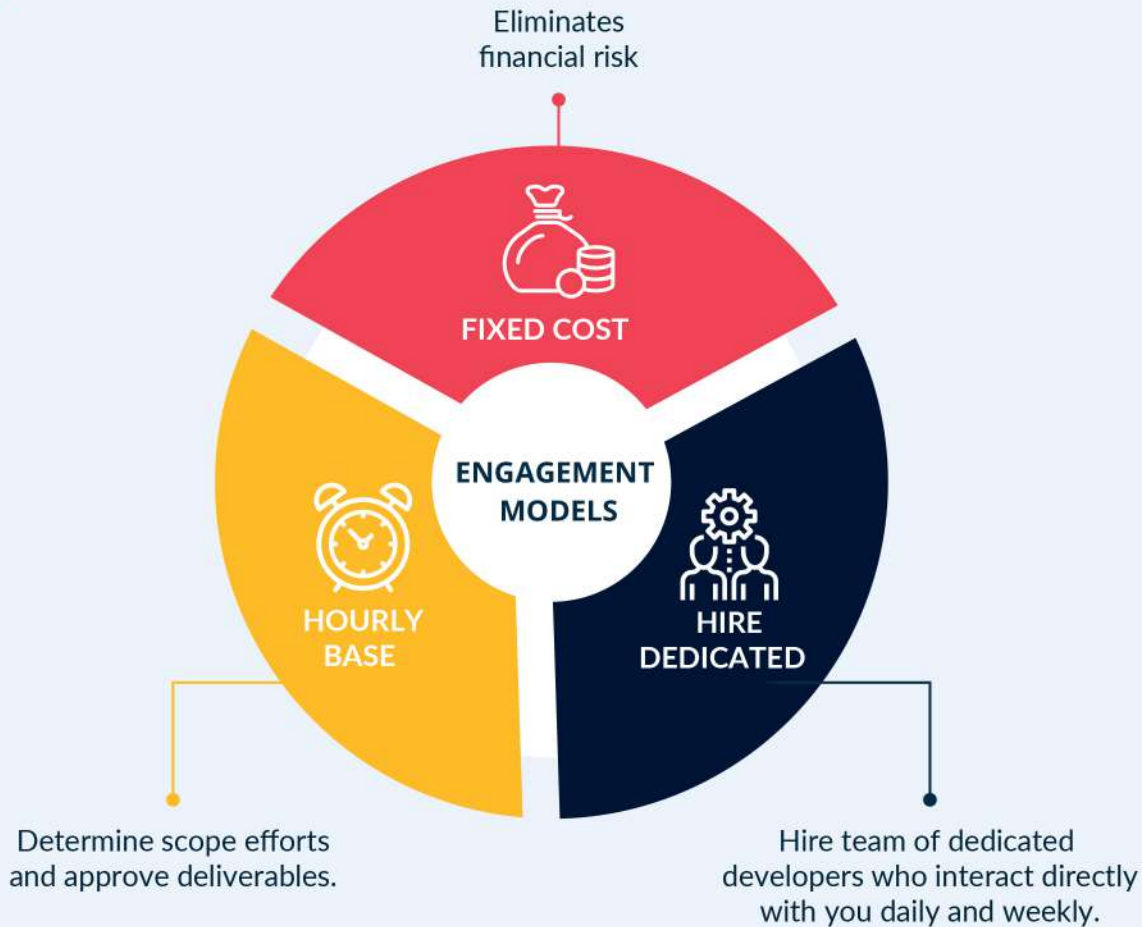 Eliminates
financial risk
FIXED COST
ENGAGEMENT
MODELS
HOURLY
BASE
HIRE
DEDICATED
Determine scope efforts
and approve deliverables.
Hire team of dedicated
developers who interact directly
with you daily and weekly.